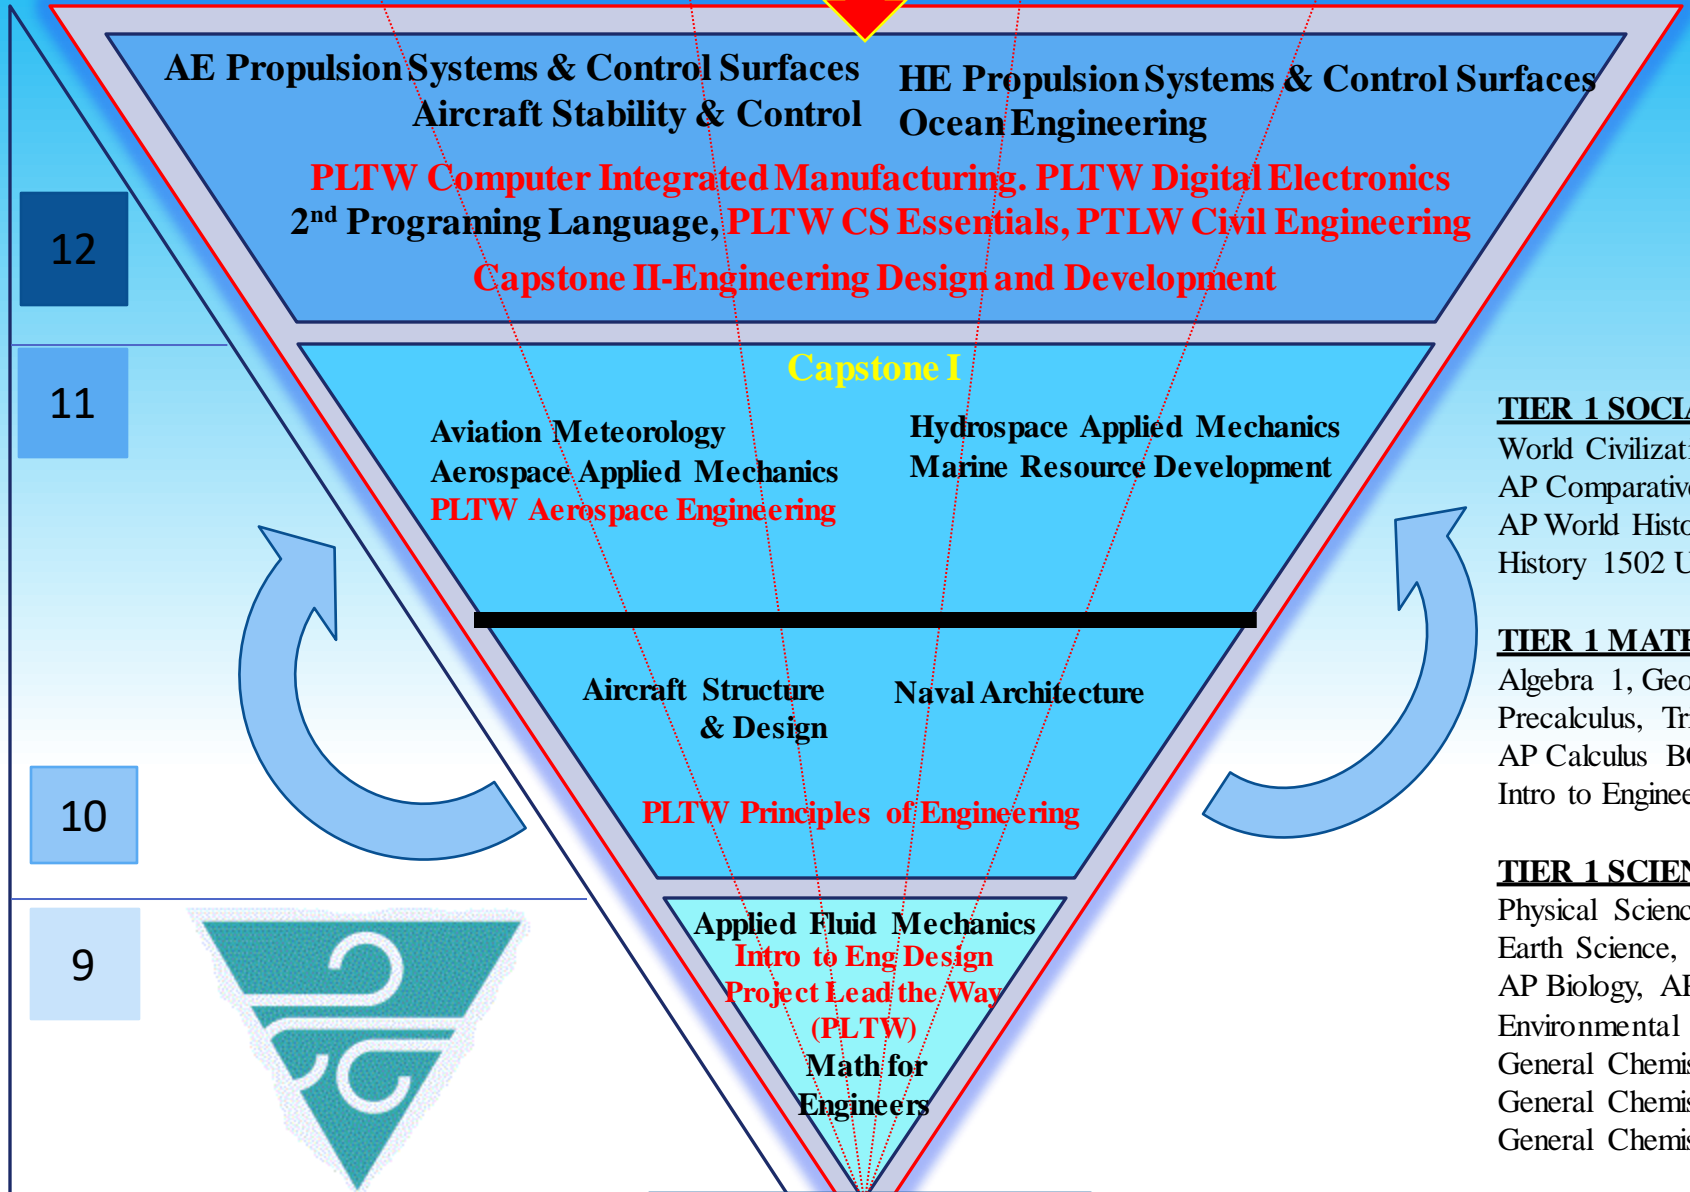 AE Propulsion Systems & Control Surfaces
Aircraft Stability & Control
HE Propulsion Systems & Control Surfaces
Ocean Engineering
PLTW Computer Integrated Manufacturing. PLTW Digital Electronics
2nd Programing Language, PLTW CS Essentials, PTLW Civil Engineering
Capstone II-Engineering Design and Development
12
Capstone I
11
Aviation Meteorology
Aerospace Applied Mechanics
PLTW Aerospace Engineering
Hydrospace Applied Mechanics
Marine Resource Development
Aircraft Structure
& Design
Naval Architecture
PLTW Principles of Engineering
10
9
Applied Fluid Mechanics
Intro to Eng Design
Project Lead the Way
(PLTW)
Math for
Engineers
TIER 1 SOCIA
World Civilizat
AP Comparativ
AP World Histo
History 1502 U
TIER 1 MATE
Algebra 1, Geo
Precalculus, Tr
AP Calculus B
Intro to Enginee
TIER 1 SCIEN
Physical Scienc
Earth Science,
AP Biology, AP
Environmental
General Chemis
General Chemis
General Chemis